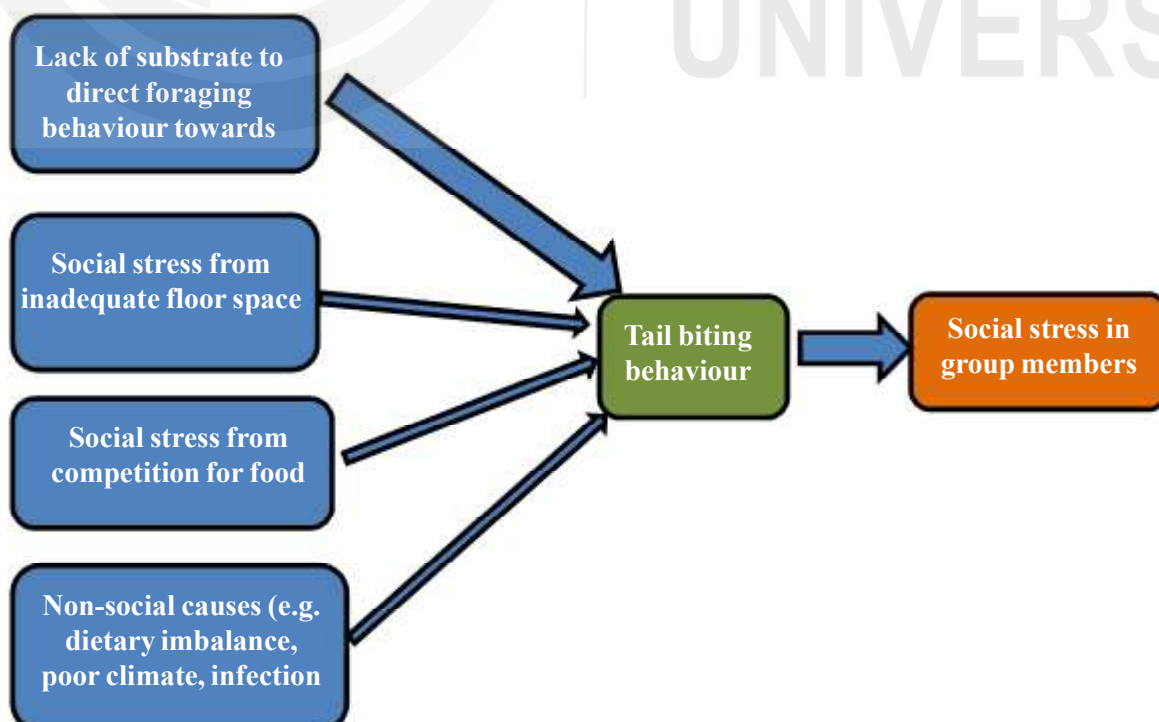 UNIVERS
Lack of substrate to
direct foraging
behaviour towards
Social stress from
inadequate floor space
Social stress from
competition for food
Non-social causes (e.g.
dietary imbalance,
poor climate, infection
Tail biting
behaviour
Social stress in
group members